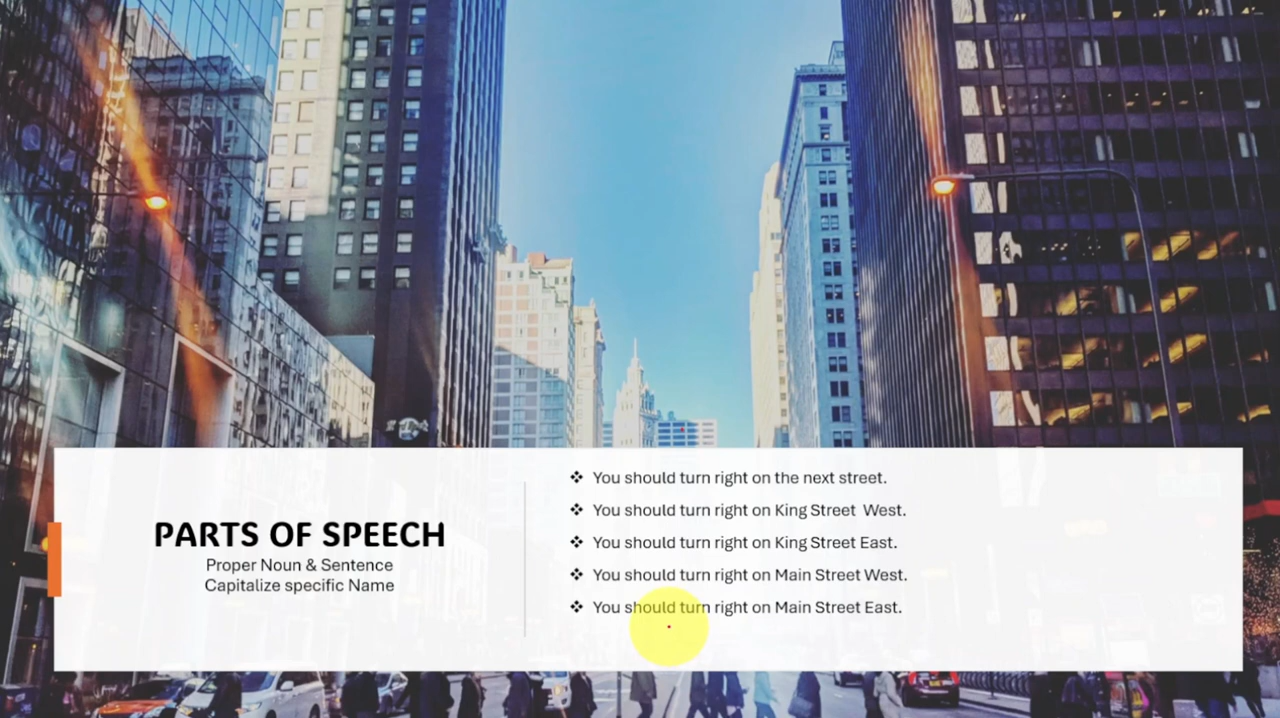 PARTS OF SPEECH
Proper Noun & Sentence
Capitalize specific Name
❖ You should turn right on the next street.
❖ You should turn right on King Street  West.
❖ You should turn right on King Street East.
❖ You should turn right on Main Street West.
❖ You should turn right on Main Street East.